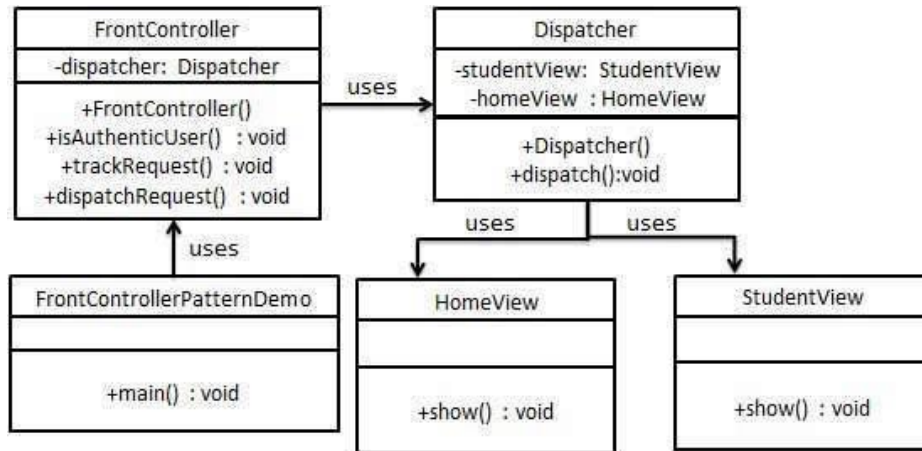 FrontController
-dispatcher: Dispatcher
+FrontController()
+isAuthenticUser() : void
+trackRequest() : void
+dispatchRequest() : void
uses
Dispatcher
-studentView: StudentView
-homeView : HomeView
+Dispatcher()
+dispatch():void
uses
uses
uses
FrontControllerPatternDemo
+main() : void
HomeView
+show() : void
StudentView
+show() : void